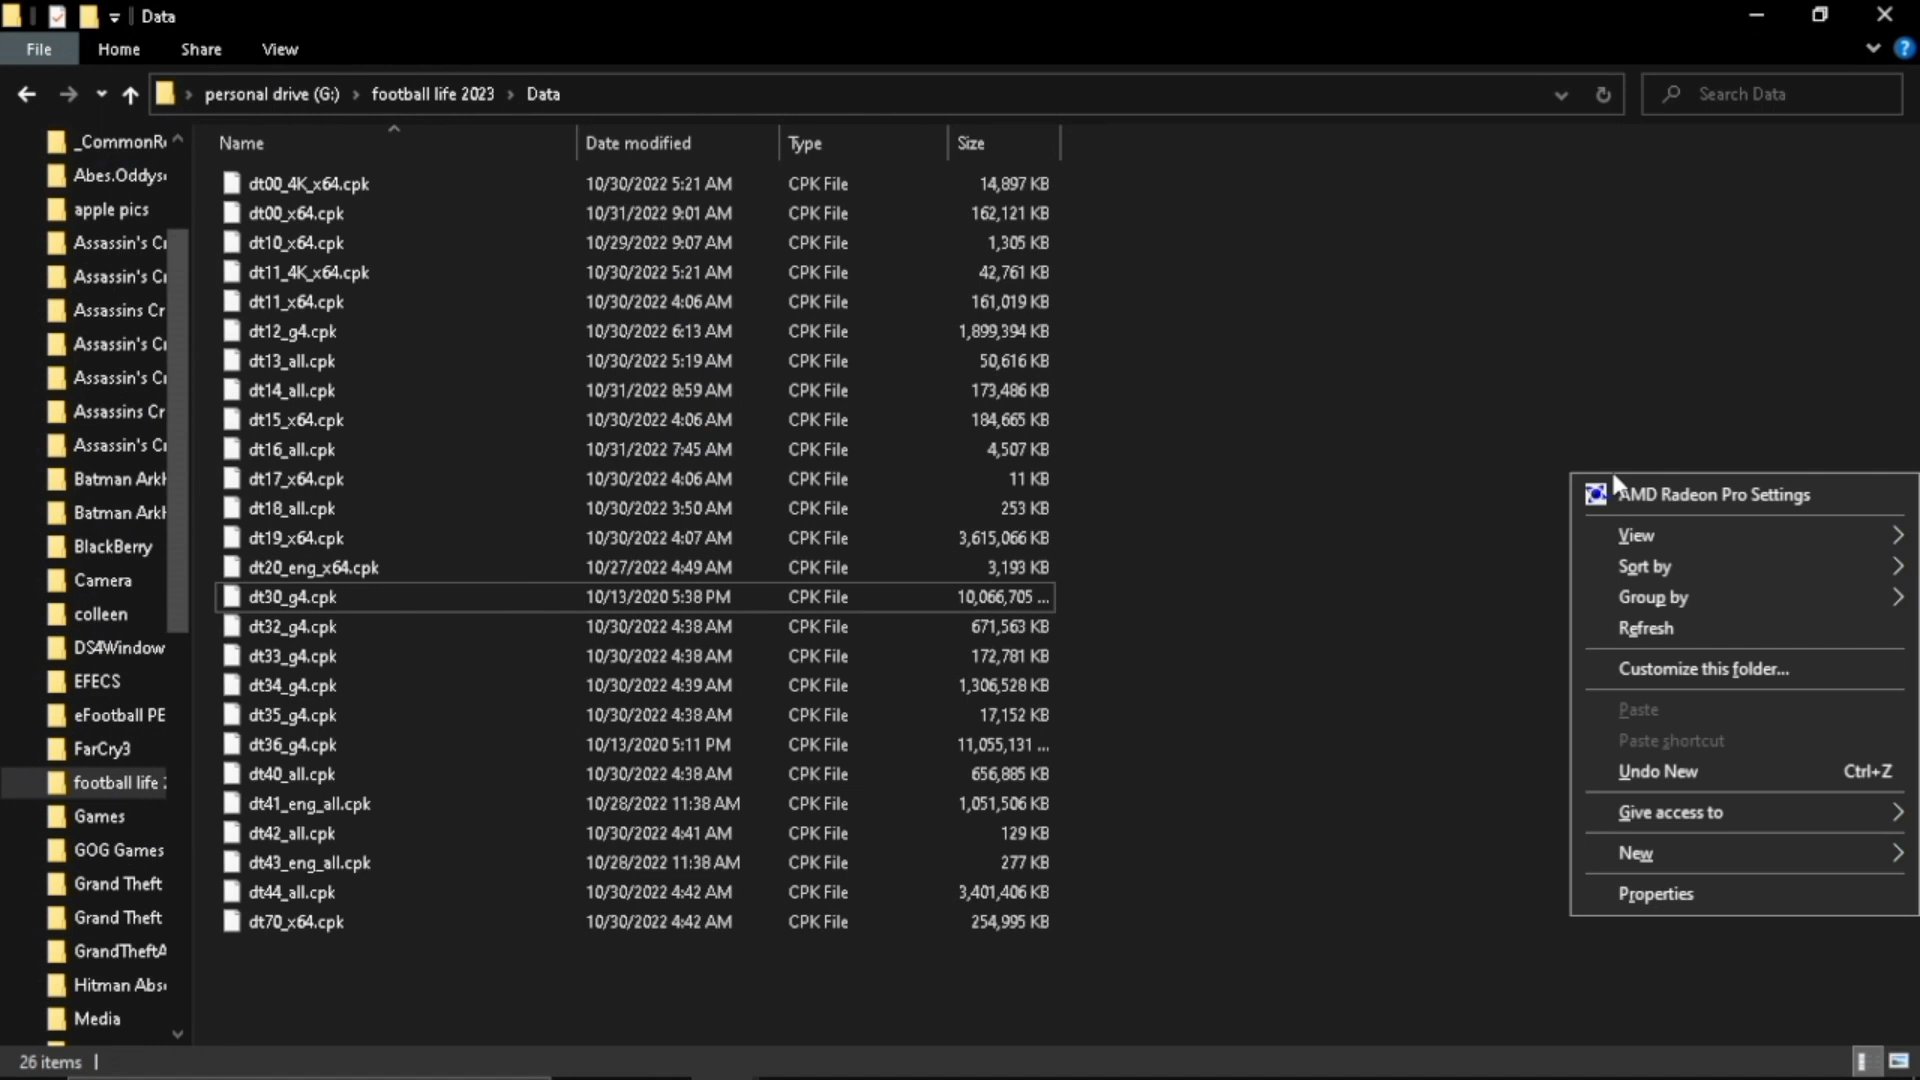 Data
File Home Share View
personal drive (G:) > football life 2023 > Data
Search Data
Name Date modified Type Size
_CommonR
Abes.Oddys
apple pics
Assassin's C
Assassin's C
Assassins Cr
Assassin's C
Assassin's C
Assassins Cr
Assassin's C
Batman Ark
Batman Ark
BlackBerry
Camera
colleen
DS4Window
EFECS
eFootball PE
FarCry3
football life
Games
GOG Games
Grand Theft
Grand Theft
GrandTheftA
Hitman Abs
Media
dt00_4K_x64.cpk 10/30/2022 5:21 AM CPK File 14,897 KB
dt00_x64.cpk 10/31/2022 9:01 AM CPK File 162,121 KB
dt10_x64.cpk 10/29/2022 9:07 AM CPK File 1,305 KB
dt11_4K_x64.cpk 10/30/2022 5:21 AM CPK File 42,761 KB
dt11_x64.cpk 10/30/2022 4:06 AM CPK File 161,019 KB
dt12_g4.cpk 10/30/2022 6:13 AM CPK File 1,899,394 KB
dt13_all.cpk 10/30/2022 5:19 AM CPK File 50,616 KB
dt14_all.cpk 10/31/2022 8:59 AM CPK File 173,486 KB
dt15_x64.cpk 10/30/2022 4:06 AM CPK File 184,665 KB
dt16_all.cpk 10/31/2022 7:45 AM CPK File 4,507 KB
dt17_x64.cpk 10/30/2022 4:06 AM CPK File 11 KB
dt18_all.cpk 10/30/2022 3:50 AM CPK File 253 KB
dt19_x64.cpk 10/30/2022 4:07 AM CPK File 3,615,066 KB
dt20_eng_x64.cpk 10/27/2022 4:49 AM CPK File 3,193 KB
dt30_g4.cpk 10/13/2020 5:38 PM CPK File 10,066,705 ...
dt32_g4.cpk 10/30/2022 4:38 AM CPK File 671,563 KB
dt33_g4.cpk 10/30/2022 4:38 AM CPK File 172,781 KB
dt34_g4.cpk 10/30/2022 4:39 AM CPK File 1,306,528 KB
dt35_g4.cpk 10/30/2022 4:38 AM CPK File 17,152 KB
dt36_g4.cpk 10/13/2020 5:11 PM CPK File 11,055,131 ...
dt40_all.cpk 10/30/2022 4:38 AM CPK File 656,885 KB
dt41_eng_all.cpk 10/28/2022 11:38 AM CPK File 1,051,506 KB
dt42_all.cpk 10/30/2022 4:41 AM CPK File 129 KB
dt43_eng_all.cpk 10/28/2022 11:38 AM CPK File 277 KB
dt44_all.cpk 10/30/2022 4:42 AM CPK File 3,401,406 KB
dt70_x64.cpk 10/30/2022 4:42 AM CPK File 254,995 KB
AMD Radeon Pro Settings
View
Sort by
Group by
Refresh
Customize this folder...
Paste
Paste shortcut
Undo New Ctrl+Z
Give access to
New
Properties
26 items